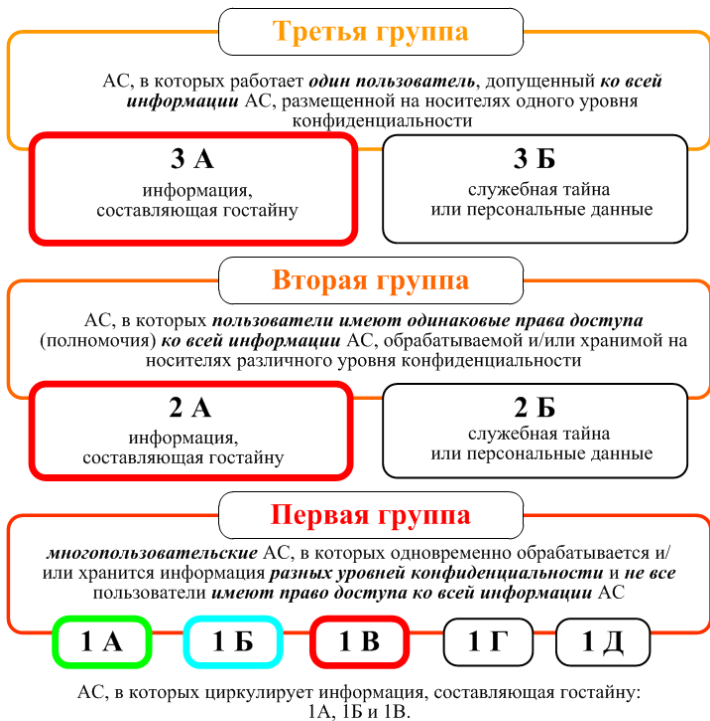 Третья группа
АС, в которых работает один пользователь, допущенный ко всей
информации АС, размещенной на носителях одного уровня
конфиденциальности
3 А
информация,
составляющая гостайну
3 Б
служебная тайна
или персональные данные
Вторая группа
АС, в которых пользователи имеют одинаковые права доступа
(полномочия) ко всей информации АС, обрабатываемой и/или хранимой на
носителях различного уровня конфиденциальности
2 А
информация,
составляющая гостайну
2 Б
служебная тайна
или персональные данные
Первая группа
многопользовательские АС, в которых одновременно обрабатывается и/
или хранится информация разных уровней конфиденциальности и не все
пользователи имеют право доступа ко всей информации АС
1 А
1 Б
1 В
1 Г
1 Д
АС, в которых циркулирует информация, составляющая гостайну:
1А, 1Б и 1В.